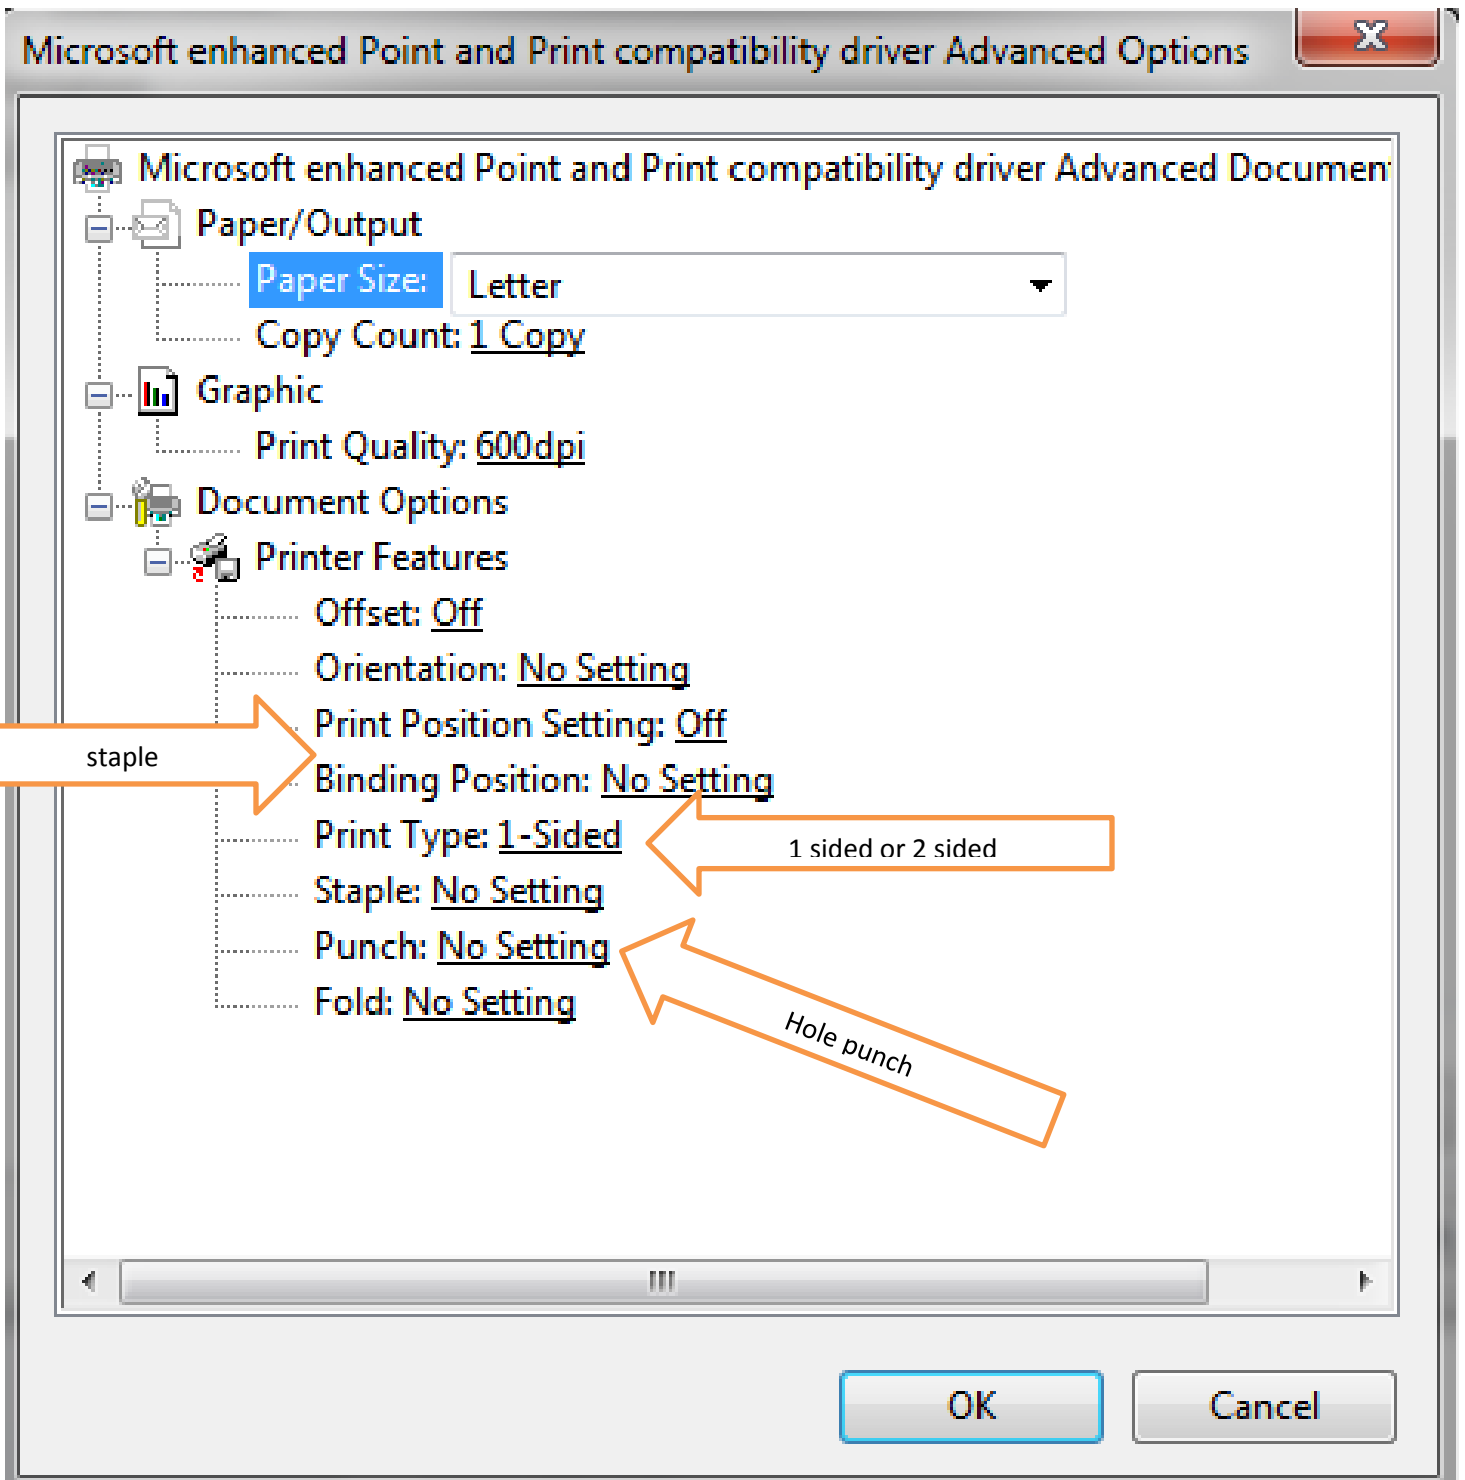 Microsoft enhanced Point and Print compatibility driver Advanced Options
Microsoft enhanced Point and Print compatibility driver Advanced Documen
Paper/Output
Paper Size: Letter
Copy Count: 1 Copy
Graphic
Print Quality: 600dpi
Document Options
Printer Features
Offset: Off
Orientation: No Setting
Print Position Setting: Off
staple
Binding Position: No Setting
Print Type: 1-Sided
1 sided or 2 sided
Staple: No Setting
Punch: No Setting
Fold: No Setting
Hole punch
OK
Cancel